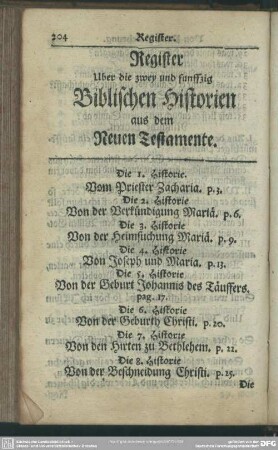 204 Register.
Register
Uber die zwey und funffzig
Biblischen Historien
aus dem
Neuen Testamente.
Die 1. Historie.
Vom Priester Zacharia. p. 3.
Die 2. Historie
Von der Verkündigung Mariä. p. 6.
Die 3. Historie
Von der Heimsuchung Mariä. p. 9.
Die 4. Historie
Von Joseph und Maria. p. 13.
Die 5. Historie
Von der Geburt Johannis des Täuffers.
pag. 17.
Die 6. Historie
Von der Geburth Christi. p. 20.
Die 7. Historie
Von den Hirten zu Bethlehem. p. 22.
Die 8. Historie
Von der Beschneidung Christi. p. 25.
Die